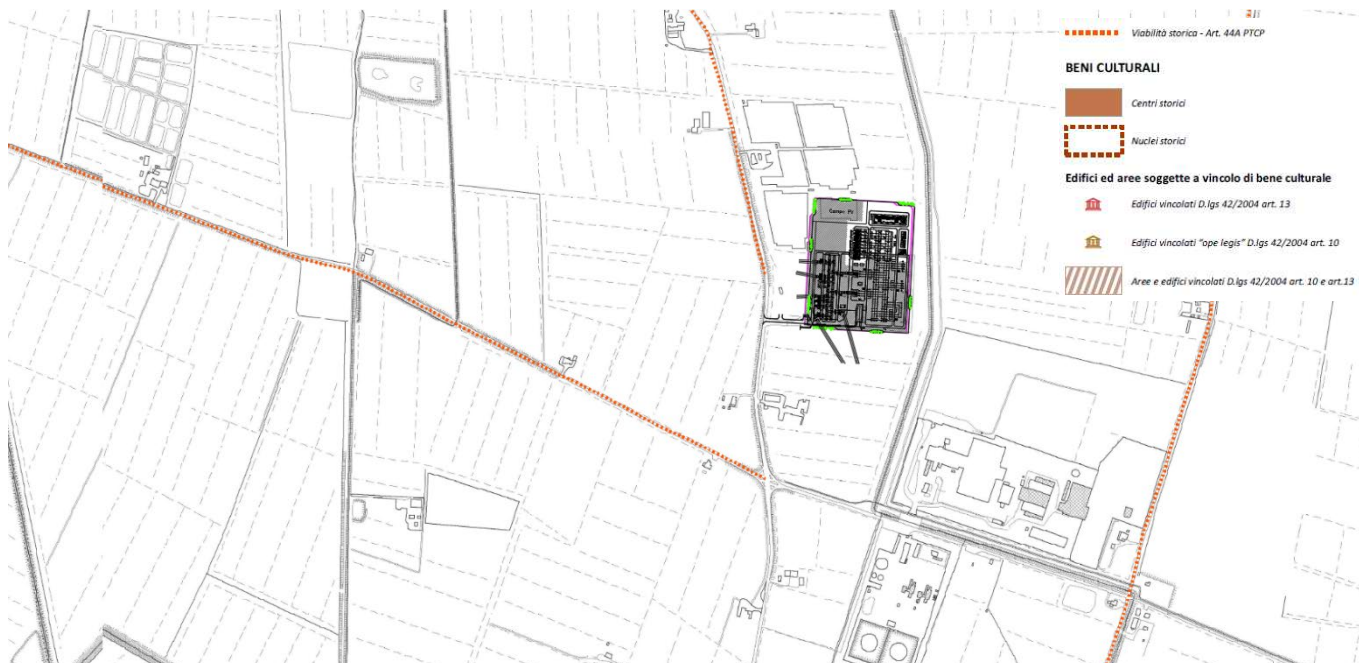 Viabilità storica - Art. 44A PTCP
BENI CULTURALI
Centri storici
Nuclei storici
Edifici ed aree soggette a vincolo di bene culturale
Edifici vincolati D.lgs 42/2004 art. 13
Edifici vincolati "ope legis" D.lgs 42/2004 art. 10
Aree e edifici vincolati D.lgs 42/2004 art. 10 e art.13